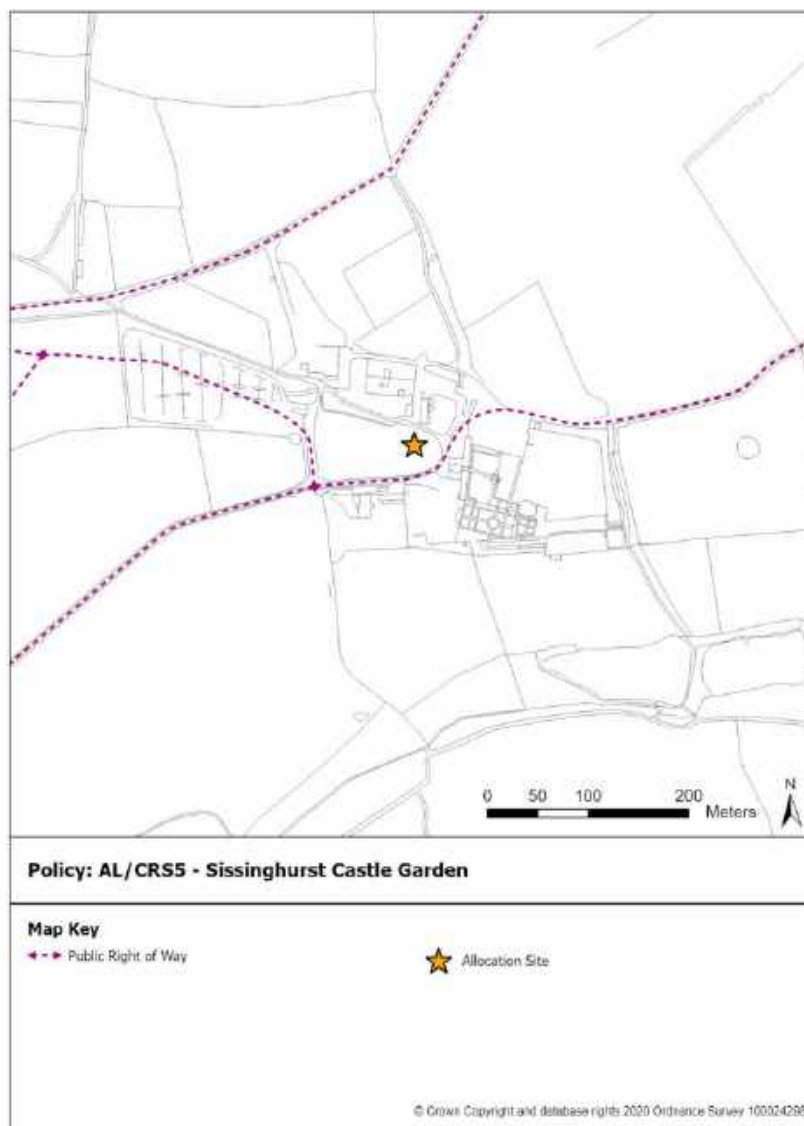 N
0 50 100 200
Meters
Policy: AL/CRS5 - Sissinghurst Castle Garden
Map Key
Public Right of Way
Allocation Site
© Crown Copyright and database rights 2020 Ordnance Survey 100024298